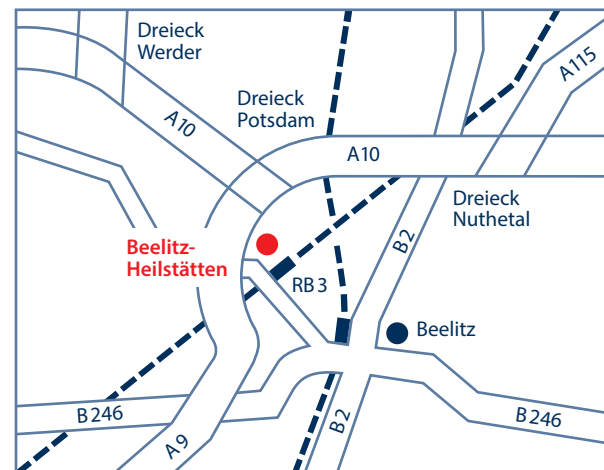 Dreieck
Werder
A115
Dreieck
Potsdam
A10
A10
Dreieck
Nuthetal
B2
Beelitz-
Heilstätten
RB3
Beelitz
B246
A9
B2
B246